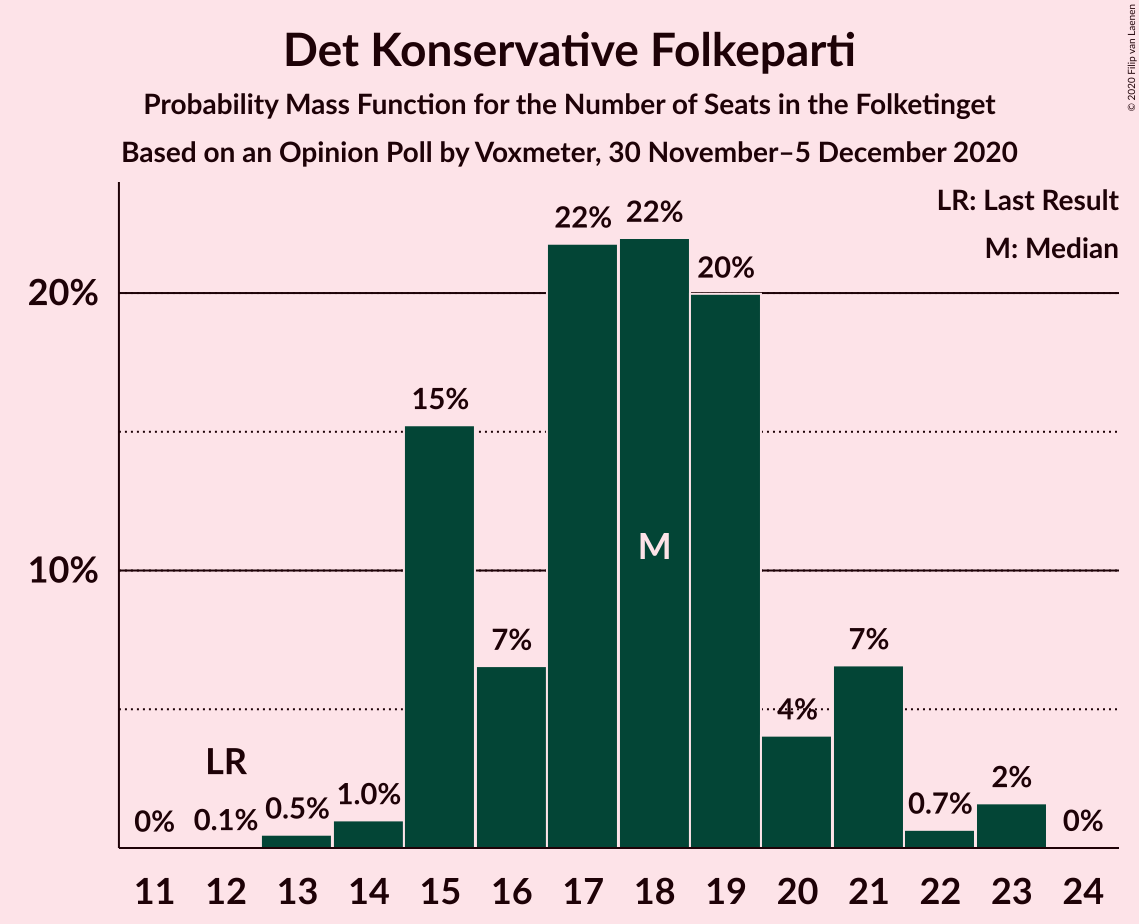 Det Konservative Folkeparti
Probability Mass Function for the Number of Seats in the Folketinget
Based on an Opinion Poll by Voxmeter, 30 November–5 December 2020
© 2020 Filip van Laenen
LR: Last Result
M: Median
22%
22%
20%
20%
15%
M
10%
7%
7%
4%
LR
2%
1.0%
0.7%
0.5%
0.1%
0%
0%
11 12 13 14 15 16 17 18 19 20 21 22 23 24